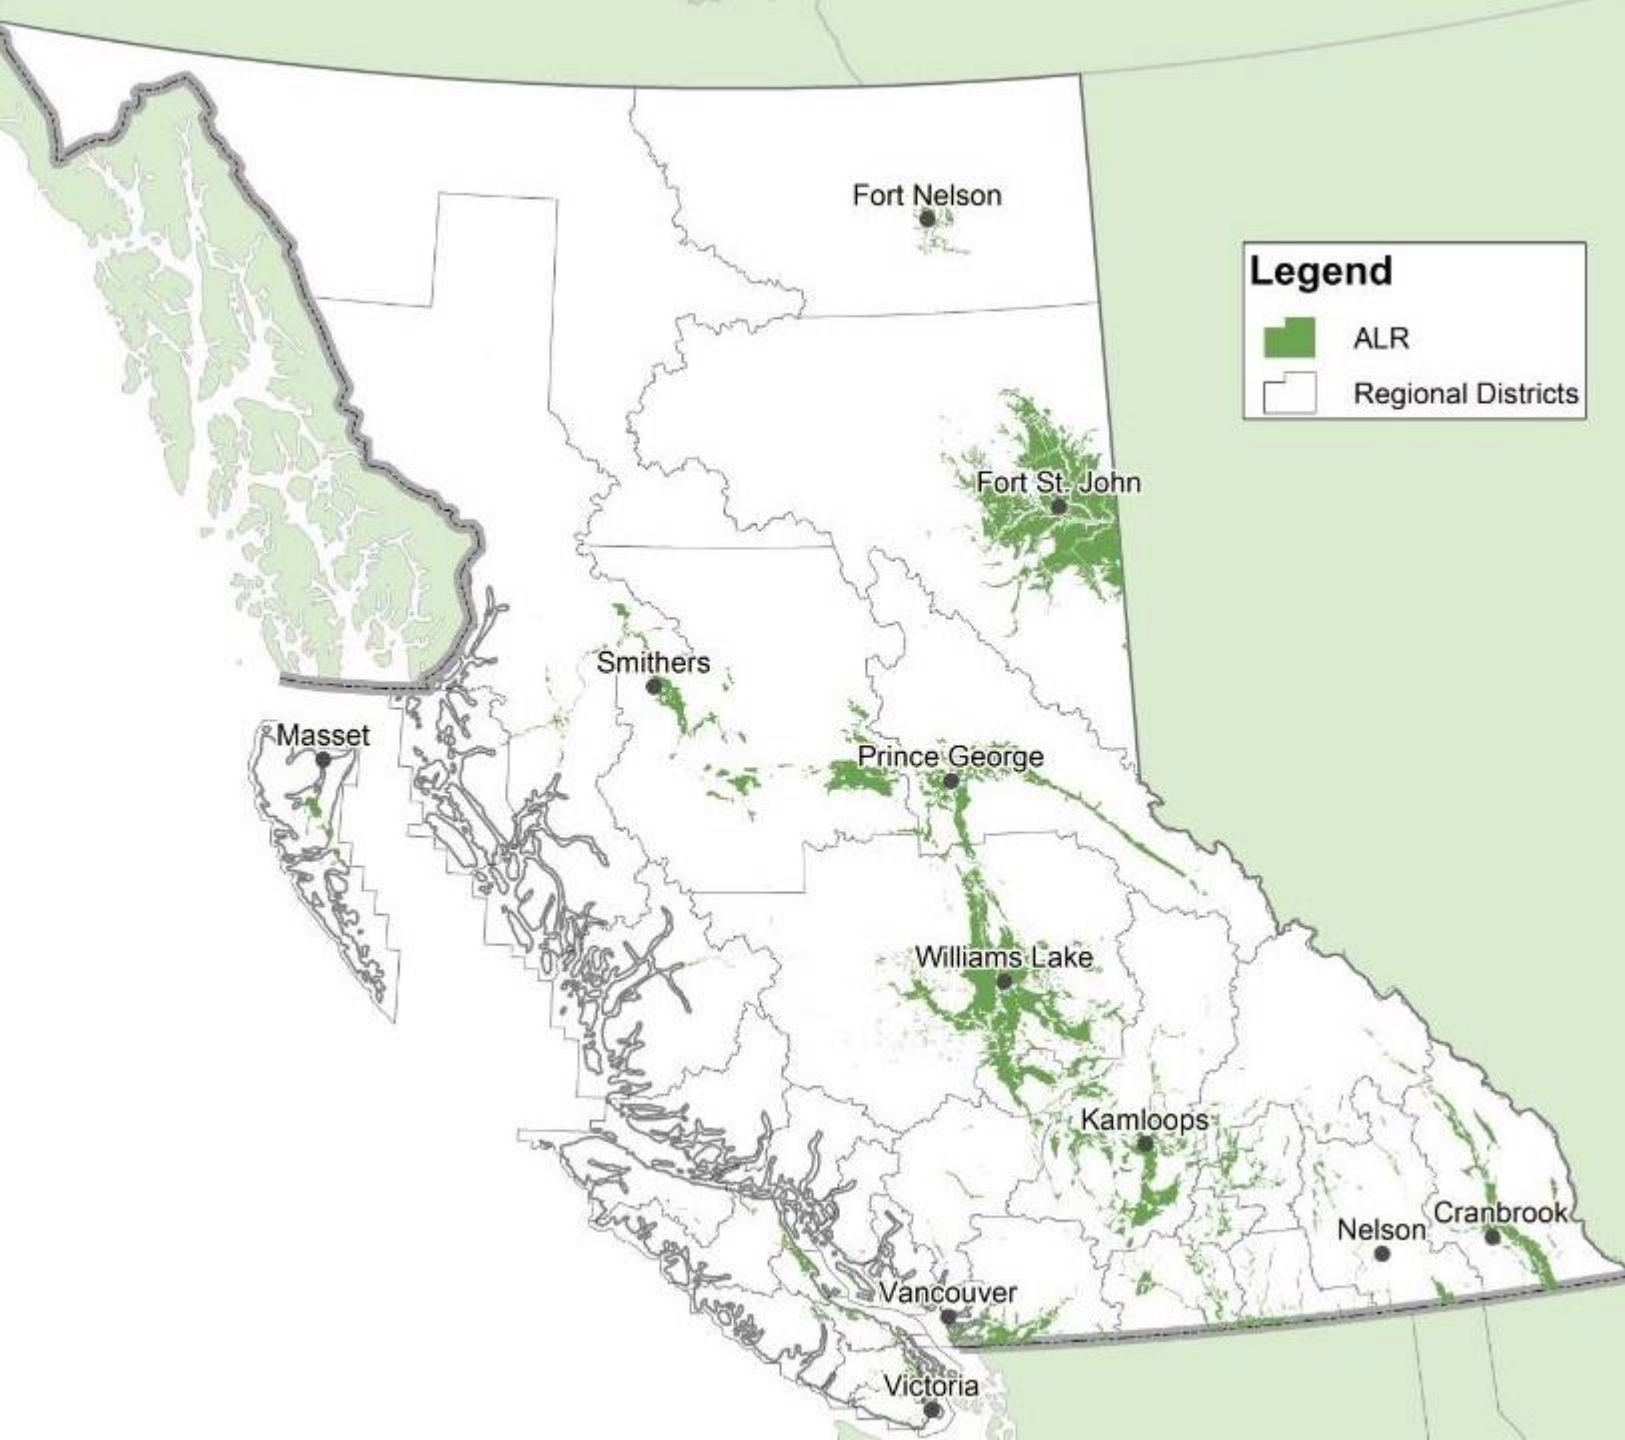 Fort Nelson
Legend
ALR
Regional Districts
Fort St. John
Smithers
Masset
Prince George
Williams Lake
Kamloops
Cranbrook
Nelson
Vancouver
Victoria